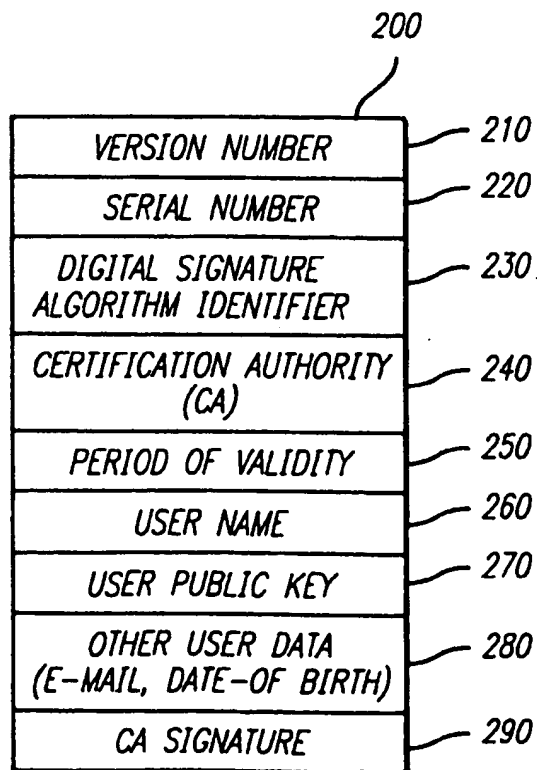 200
VERSION NUMBER 210
SERIAL NUMBER 220
DIGITAL SIGNATURE
ALGORITHM IDENTIFIER 230
CERTIFICATION AUTHORITY
(CA) 240
PERIOD OF VALIDITY 250
USER NAME 260
USER PUBLIC KEY 270
OTHER USER DATA
(E-MAIL, DATE-OF BIRTH) 280
CA SIGNATURE 290